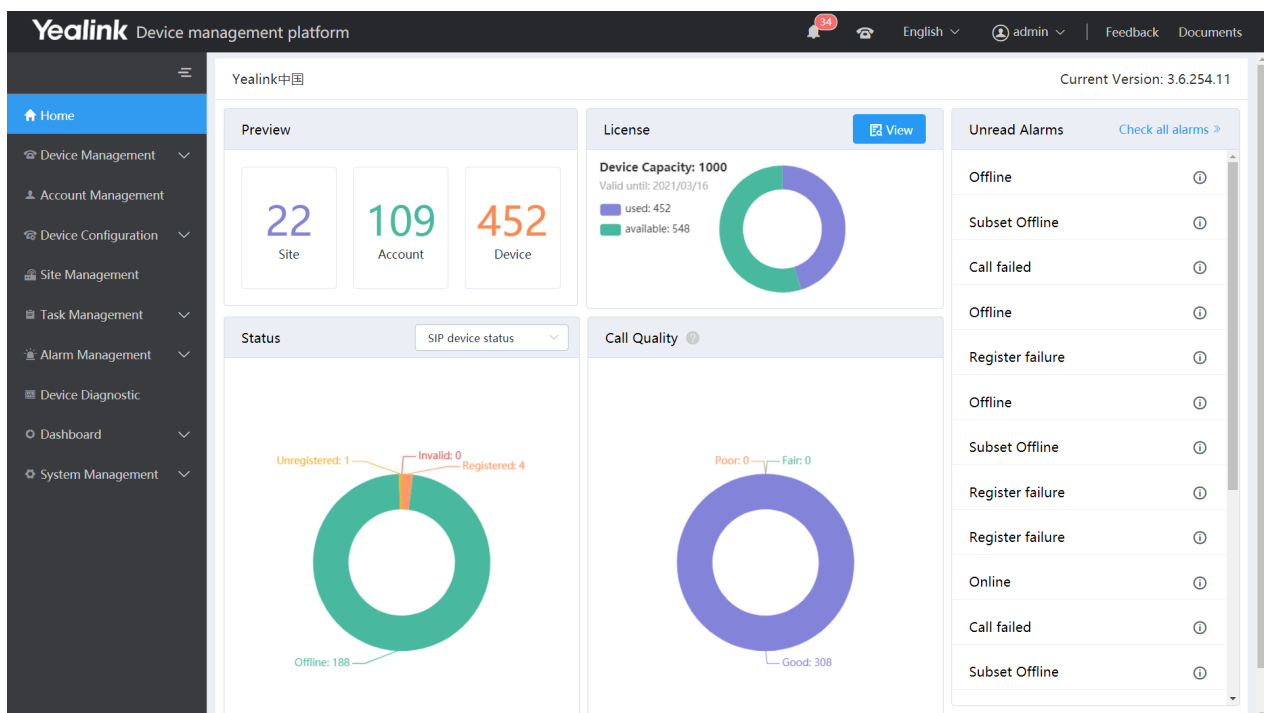 Yealink Device management platform
34
English
admin
Feedback
Documents
Home
Device Management
Account Management
Device Configuration
Site Management
Task Management
Alarm Management
Device Diagnostic
Dashboard
System Management
Yealink中国
Current Version: 3.6.254.11
Preview
22
Site
109
Account
452
Device
License
View
Device Capacity: 1000
Valid until: 2021/03/16
used: 452
available: 548
Status
SIP device status
Unregistered: 1
Invalid: 0
Registered: 4
Offline: 188
Call Quality
Poor: 0
Fair: 0
Good: 308
Unread Alarms
Check all alarms »
Offline
Subset Offline
Call failed
Offline
Register failure
Offline
Subset Offline
Register failure
Register failure
Online
Call failed
Subset Offline